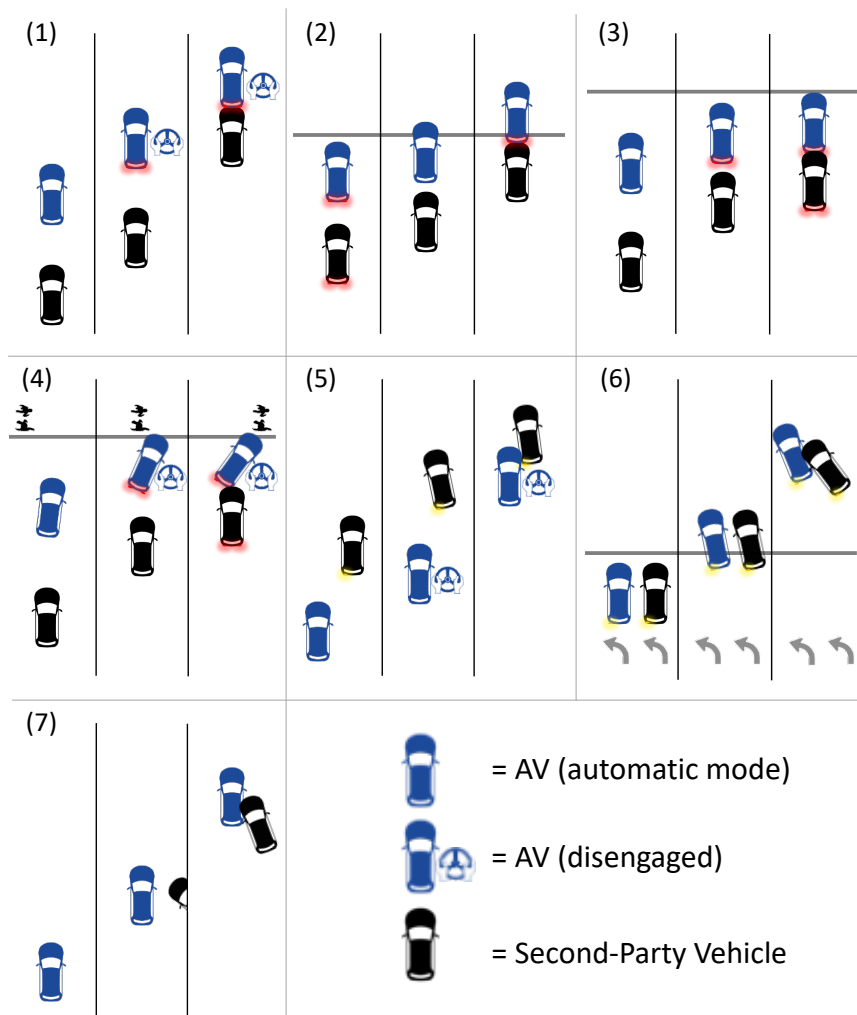 (1)
(2)
(3)
(4)
(5)
(6)
(7)
= AV (automatic mode)
= AV (disengaged)
= Second-Party Vehicle